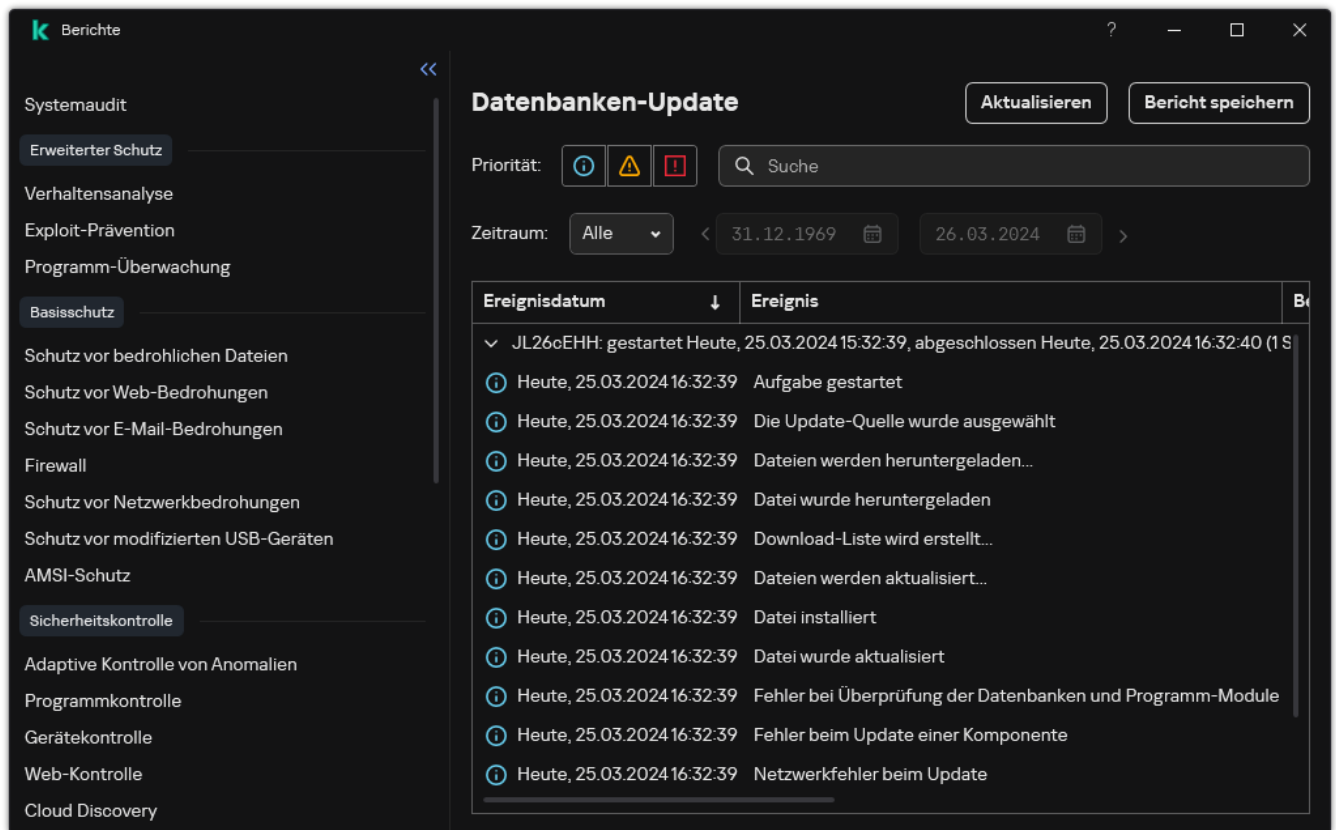 Berichte
Systemaudit
Erweiterter Schutz
Verhaltensanalyse
Exploit-Prävention
Programm-Überwachung
Basisschutz
Schutz vor bedrohlichen Dateien
Schutz vor Web-Bedrohungen
Schutz vor E-Mail-Bedrohungen
Firewall
Schutz vor Netzwerkbedrohungen
Schutz vor modifizierten USB-Geräten
AMSI-Schutz
Sicherheitskontrolle
Adaptive Kontrolle von Anomalien
Programmkontrolle
Gerätekontrolle
Web-Kontrolle
Cloud Discovery
Datenbanken-Update
Aktualisieren
Bericht speichern
Priorität:
Suche
Zeitraum: Alle 31.12.1969 26.03.2024
Ereignisdatum Ereignis
JL26cEHH: gestartet Heute, 25.03.2024 15:32:39, abgeschlossen Heute, 25.03.2024 16:32:40 (1 S
Heute, 25.03.2024 16:32:39 Aufgabe gestartet
Heute, 25.03.2024 16:32:39 Die Update-Quelle wurde ausgewählt
Heute, 25.03.2024 16:32:39 Dateien werden heruntergeladen...
Heute, 25.03.2024 16:32:39 Datei wurde heruntergeladen
Heute, 25.03.2024 16:32:39 Download-Liste wird erstellt...
Heute, 25.03.2024 16:32:39 Dateien werden aktualisiert...
Heute, 25.03.2024 16:32:39 Datei installiert
Heute, 25.03.2024 16:32:39 Datei wurde aktualisiert
Heute, 25.03.2024 16:32:39 Fehler bei Überprüfung der Datenbanken und Programm-Module
Heute, 25.03.2024 16:32:39 Fehler beim Update einer Komponente
Heute, 25.03.2024 16:32:39 Netzwerkfehler beim Update